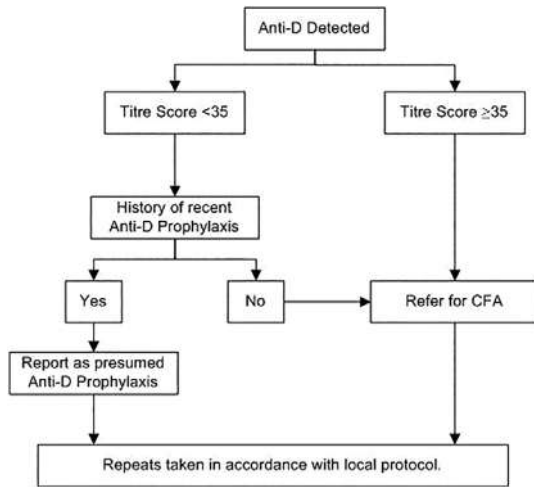 Anti-D Detected
Titre Score <35
Titre Score ≥35
History of recent
Anti-D Prophylaxis
Yes
No
Refer for CFA
Report as presumed
Anti-D Prophylaxis
Repeats taken in accordance with local protocol.